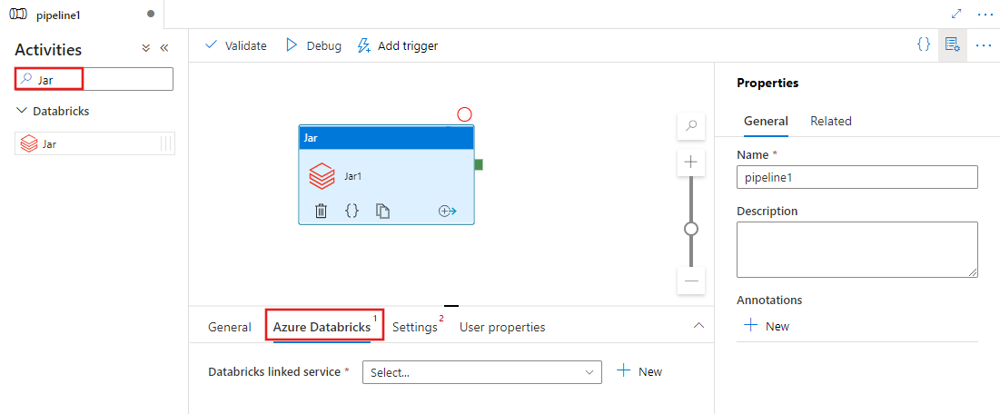 pipeline1
Activities
Jar
Databricks
Jar
Validate
Debug
Add trigger
Jar
Jar1
General
Azure Databricks 1
Settings 2
User properties
Databricks linked service *
Select...
New
Properties
General
Related
Name *
pipeline1
Description
Annotations
New